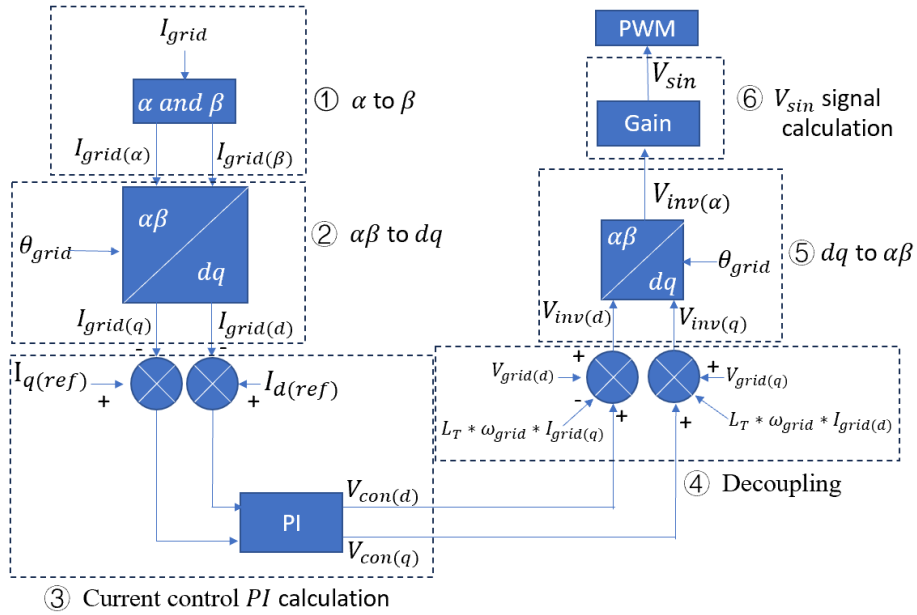 I_grid
α and β
① α to β
I_grid(α)
I_grid(β)
αβ
dq
θ_grid
② αβ to dq
I_grid(q)
I_grid(d)
-
-
I_q(ref)
+
I_d(ref)
+
PI
V_con(d)
V_con(q)
③ Current control PI calculation
PWM
V_sin
Gain
⑥ V_sin signal
calculation
V_inv(α)
αβ
dq
θ_grid
⑤ dq to αβ
V_inv(d)
V_inv(q)
+
+
V_grid(d)
V_grid(q)
-
+
+
+
L_T * ω_grid * I_grid(q)
L_T * ω_grid * I_grid(d)
④ Decoupling